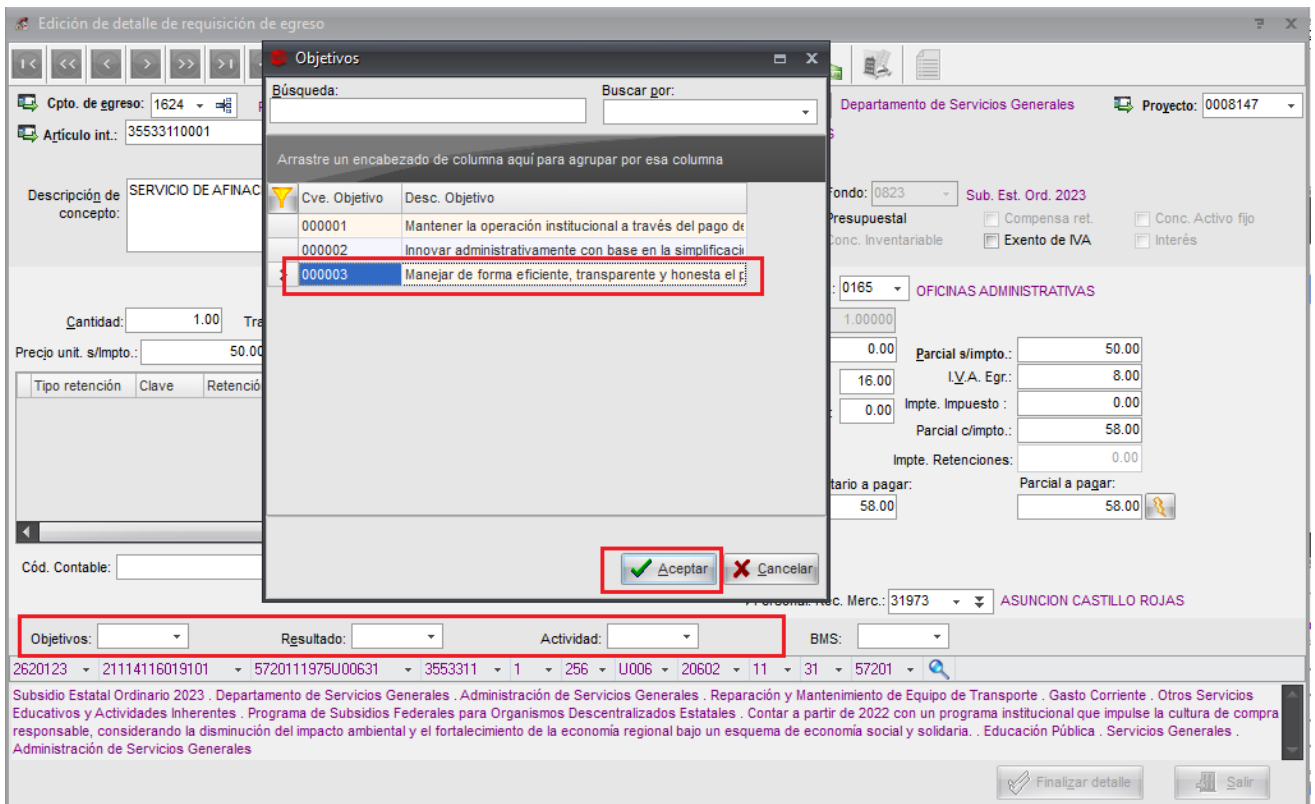 Edición de detalle de requisición de egreso
Objetivos
Cpto. de egreso: 1624
Departamento de Servicios Generales
Proyecto: 0008147
Artículo int.: 35533110001
Búsqueda:
Buscar por:
Arrastre un encabezado de columna aquí para agrupar por esa columna
Descripción de concepto:
SERVICIO DE AFINAC
Cve. Objetivo
Desc. Objetivo
000001
Mantener la operación institucional a través del pago de
000002
Innovar administrativamente con base en la simplificaci
000003
Manejar de forma eficiente, transparente y honesta el p
Fondo: 0823
Sub. Est. Ord. 2023
Presupuestal
Compensa ret.
Conc. Activo fijo
Conc. Inventariable
Exento de IVA
Interés
: 0165
OFICINAS ADMINISTRATIVAS
Cantidad: 1.00
Tra
1.00000
Precio unit. s/Impto.: 50.00
0.00
Parcial s/impto.: 50.00
Tipo retención
Clave
Retenció
16.00
I.V.A. Egr.: 8.00
0.00
Impte. Impuesto : 0.00
Parcial c/impto.: 58.00
Impte. Retenciones: 0.00
tario a pagar:
Parcial a pagar:
58.00
58.00
Cód. Contable:
Aceptar
Cancelar
Rec. Merc.: 31973
ASUNCION CASTILLO ROJAS
Objetivos:
Resultado:
Actividad:
BMS:
2620123 21114116019101 5720111975U00631 3553311 1 256 U006 20602 11 31 57201
Subsidio Estatal Ordinario 2023 . Departamento de Servicios Generales . Administración de Servicios Generales . Reparación y Mantenimiento de Equipo de Transporte . Gasto Corriente . Otros Servicios
Educativos y Actividades Inherentes . Programa de Subsidios Federales para Organismos Descentralizados Estatales . Contar a partir de 2022 con un programa institucional que impulse la cultura de compra
responsable, considerando la disminución del impacto ambiental y el fortalecimiento de la economía regional bajo un esquema de economía social y solidaria. . Educación Pública . Servicios Generales .
Administración de Servicios Generales
Finalizar detalle
Salir